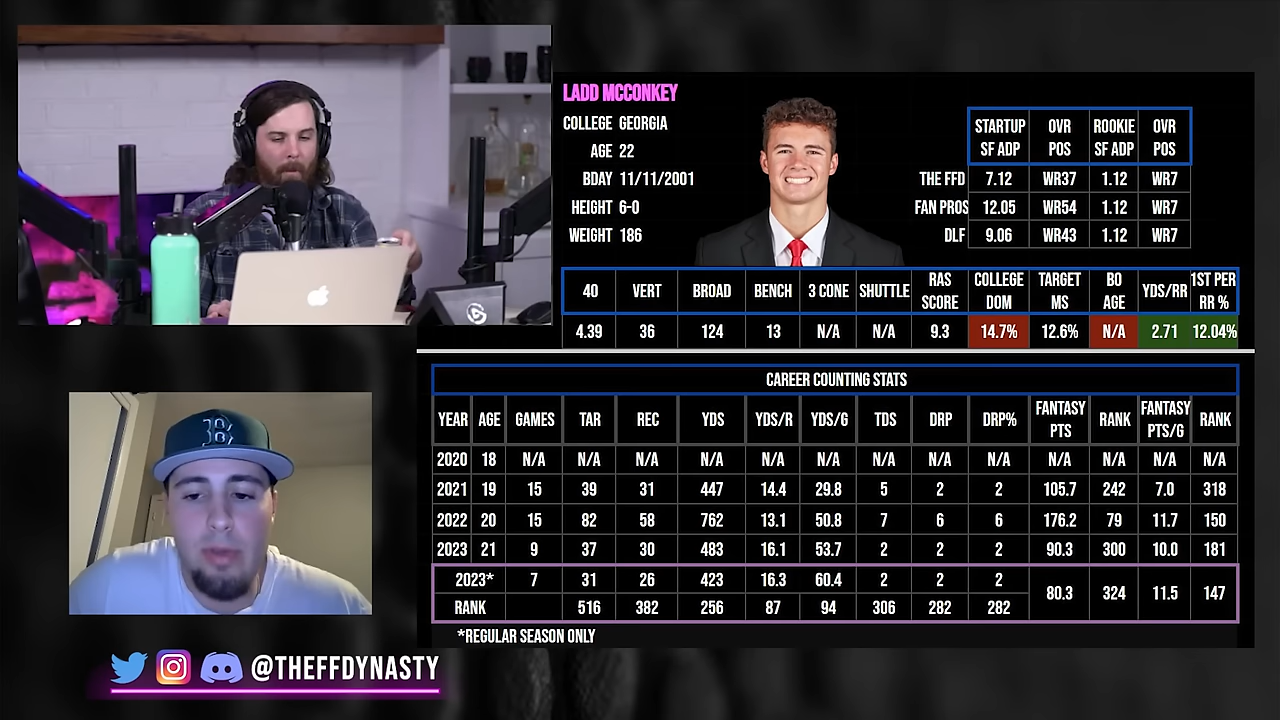 LADD MCCONKEY
COLLEGE GEORGIA
AGE 22
BDAY 11/11/2001
HEIGHT 6-0
WEIGHT 186
STARTUP SF ADP OVR POS ROOKIE SF ADP OVR POS
THE FFD 7.12 WR37 1.12 WR7
FAN PROS 12.05 WR54 1.12 WR7
DLF 9.06 WR43 1.12 WR7
40 VERT BROAD BENCH 3 CONE SHUTTLE RAS SCORE COLLEGE DOM TARGET MS BO AGE YDS/RR 1ST PER RR %
4.39 36 124 13 N/A N/A 9.3 14.7% 12.6% N/A 2.71 12.04%
CAREER COUNTING STATS
YEAR AGE GAMES TAR REC YDS YDS/R YDS/G TDS DRP DRP% FANTASY PTS RANK FANTASY PTS/G RANK
2020 18 N/A N/A N/A N/A N/A N/A N/A N/A N/A N/A N/A N/A N/A
2021 19 15 39 31 447 14.4 29.8 5 2 2 105.7 242 7.0 318
2022 20 15 82 58 762 13.1 50.8 7 6 6 176.2 79 11.7 150
2023 21 9 37 30 483 16.1 53.7 2 2 2 90.3 300 10.0 181
2023* 7 31 26 423 16.3 60.4 2 2 2 80.3 324 11.5 147
RANK 516 382 256 87 94 306 282 282
*REGULAR SEASON ONLY
B
@THEFFDYNASTY